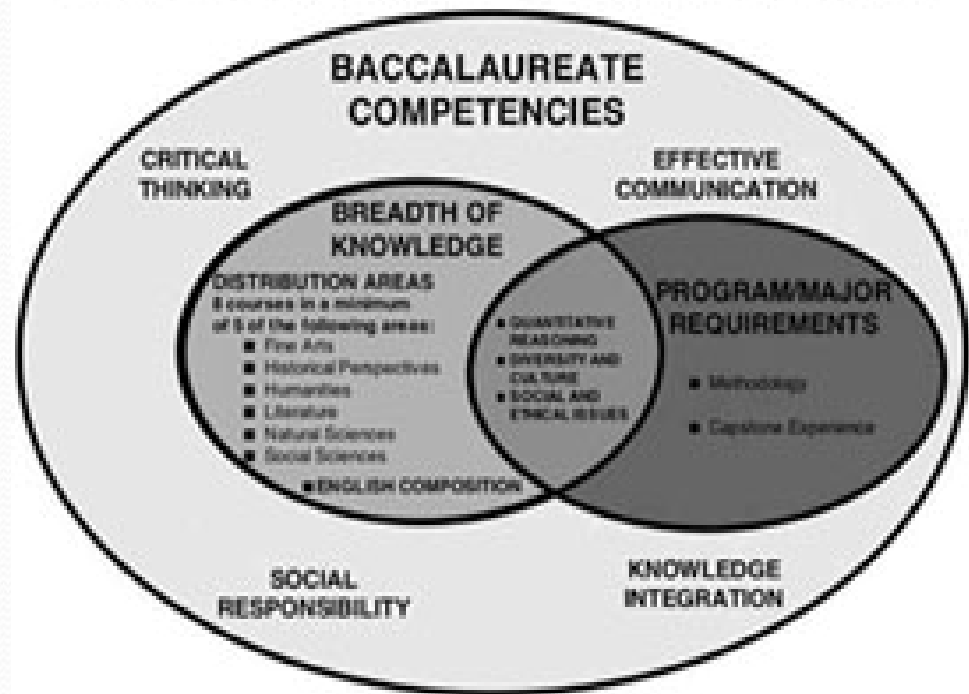 BACCALAUREATE
COMPETENCIES
CRITICAL
THINKING
EFFECTIVE
COMMUNICATION
BREADTH OF
KNOWLEDGE
DISTRIBUTION AREAS
8 courses in a minimum
of 5 of the following areas:
■ Fine Arts
■ Historical Perspectives
■ Humanities
■ Literature
■ Natural Sciences
■ Social Sciences
■ ENGLISH COMPOSITION
■ QUANTITATIVE
REASONING
■ DIVERSITY AND
CULTURE
■ SOCIAL AND
ETHICAL ISSUES
PROGRAM/MAJOR
REQUIREMENTS
■ Methodology
■ Capstone Experience
SOCIAL
RESPONSIBILITY
KNOWLEDGE
INTEGRATION